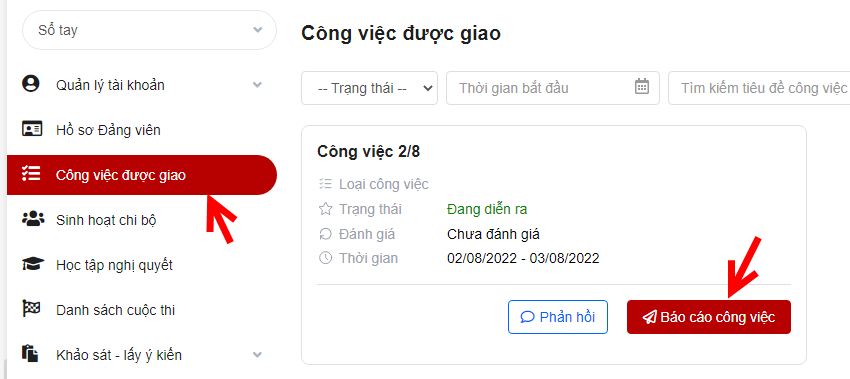 Sổ tay
Quản lý tài khoản
Hồ sơ Đảng viên
Công việc được giao
Sinh hoạt chi bộ
Học tập nghị quyết
Danh sách cuộc thi
Khảo sát - lấy ý kiến
Công việc được giao
-- Trạng thái --
Thời gian bắt đầu
Tìm kiếm tiêu đề công việc
Công việc 2/8
Loại công việc
Trạng thái Đang diễn ra
Đánh giá Chưa đánh giá
Thời gian 02/08/2022 - 03/08/2022
Phản hồi
Báo cáo công việc